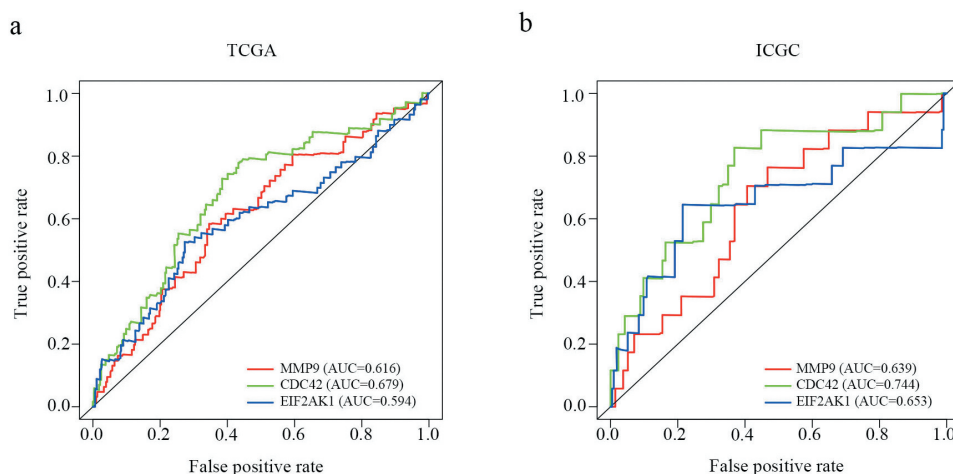 a
TCGA
True positive rate
1.0
0.8
0.6
0.4
0.2
0.0
MMP9 (AUC=0.616)
CDC42 (AUC=0.679)
EIF2AK1 (AUC=0.594)
0.0 0.2 0.4 0.6 0.8 1.0
False positive rate
b
ICGC
True positive rate
1.0
0.8
0.6
0.4
0.2
0.0
MMP9 (AUC=0.639)
CDC42 (AUC=0.744)
EIF2AK1 (AUC=0.653)
0.0 0.2 0.4 0.6 0.8 1.0
False positive rate